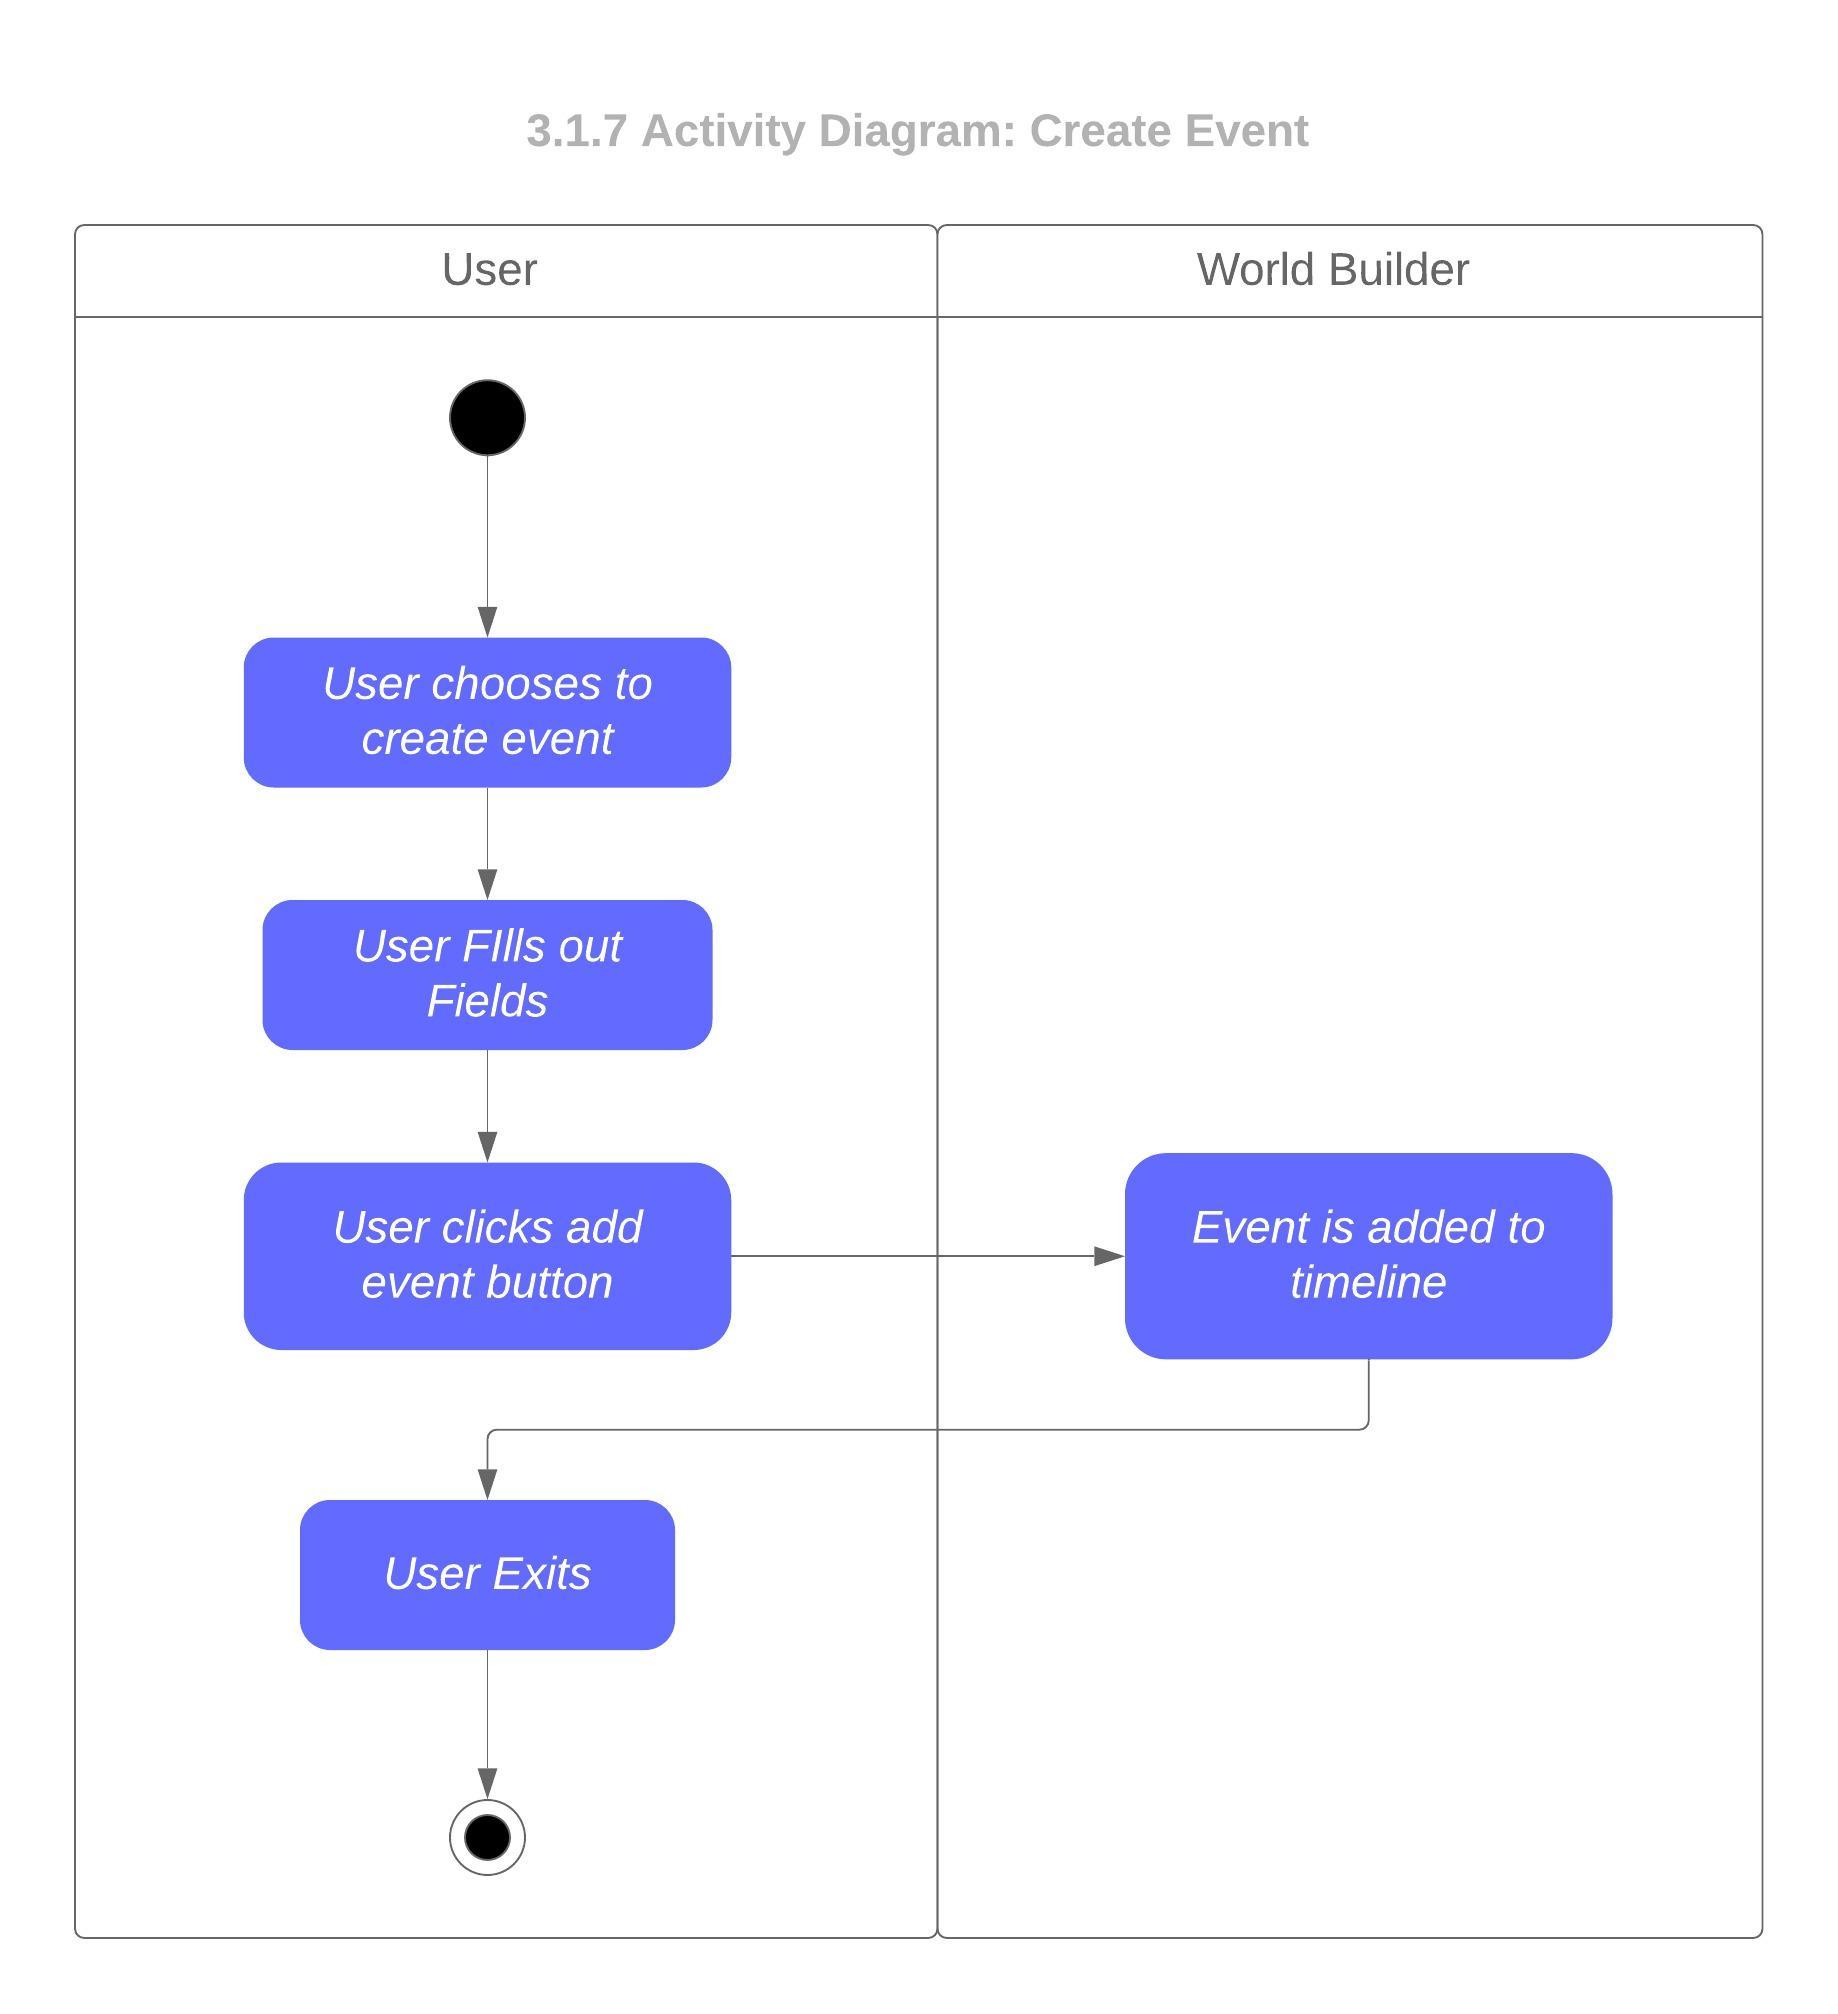 3.1.7 Activity Diagram: Create Event
User
World Builder
User chooses to
create event
User FIlls out
Fields
User clicks add
event button
Event is added to
timeline
User Exits